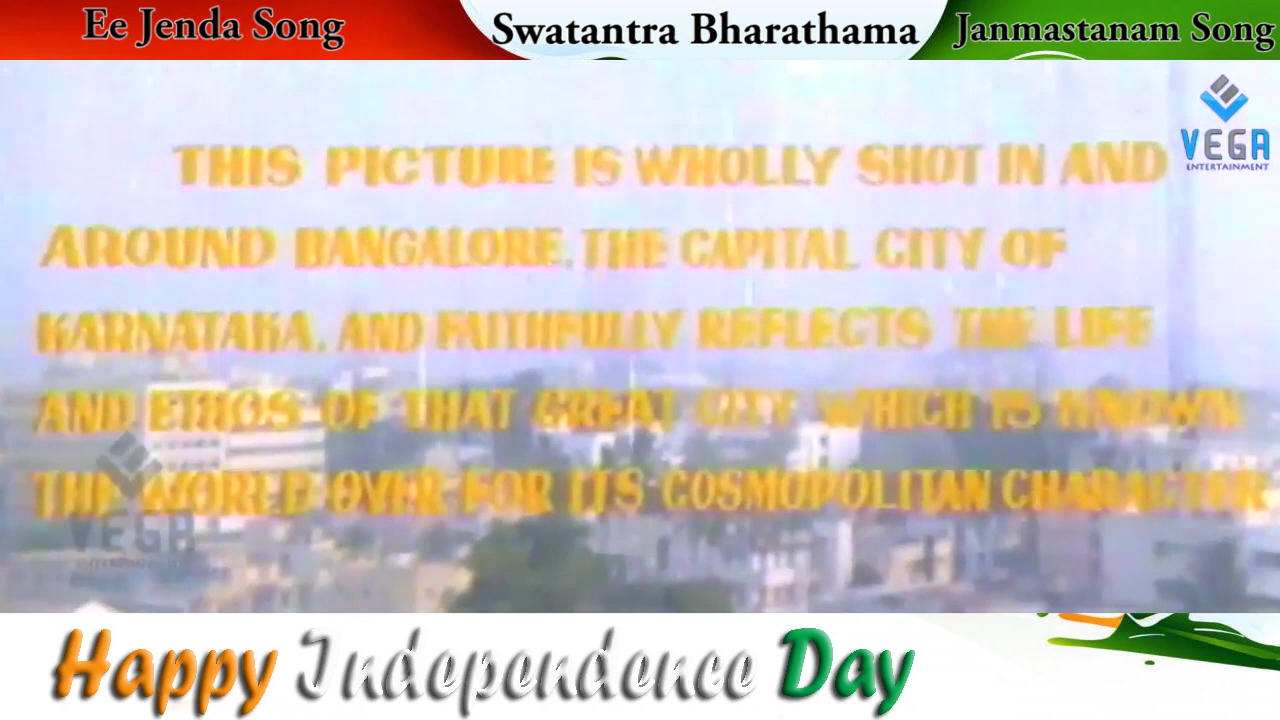 Ee Jenda Song
Swatantra Bharathama
Janmastanam Song
VEGA
ENTERTAINMENT
THIS PICTURE IS WHOLLY SHOT IN AND
AROUND BANGALORE, THE CAPITAL CITY OF
KARNATAKA, AND FAITHFULLY REFLECTS THE LIFE
AND ETHOS OF THAT GREAT CITY WHICH IS KNOWN
THE WORLD OVER FOR ITS COSMOPOLITAN CHARACTER
VEGA
ENTERTAINMENT
Happy Independence Day